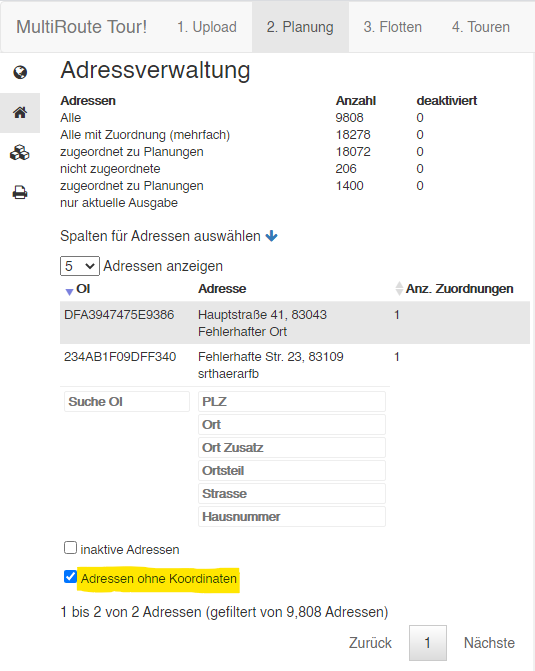 MultiRoute Tour! 1. Upload 2. Planung 3. Flotten 4. Touren
Adressverwaltung
Adressen Anzahl deaktiviert
Alle 9808 0
Alle mit Zuordnung (mehrfach) 18278 0
zugeordnet zu Planungen 18072 0
nicht zugeordnete 206 0
zugeordnet zu Planungen 1400 0
nur aktuelle Ausgabe
Spalten für Adressen auswählen
5 Adressen anzeigen
OI Adresse Anz. Zuordnungen
DFA3947475E9386 Hauptstraße 41, 83043 1
Fehlerhafter Ort
234AB1F09DFF340 Fehlerhafte Str. 23, 83109 1
srthaerarfb
Suche OI PLZ
Ort
Ort Zusatz
Ortsteil
Strasse
Hausnummer
inaktive Adressen
Adressen ohne Koordinaten
1 bis 2 von 2 Adressen (gefiltert von 9,808 Adressen)
Zurück 1 Nächste